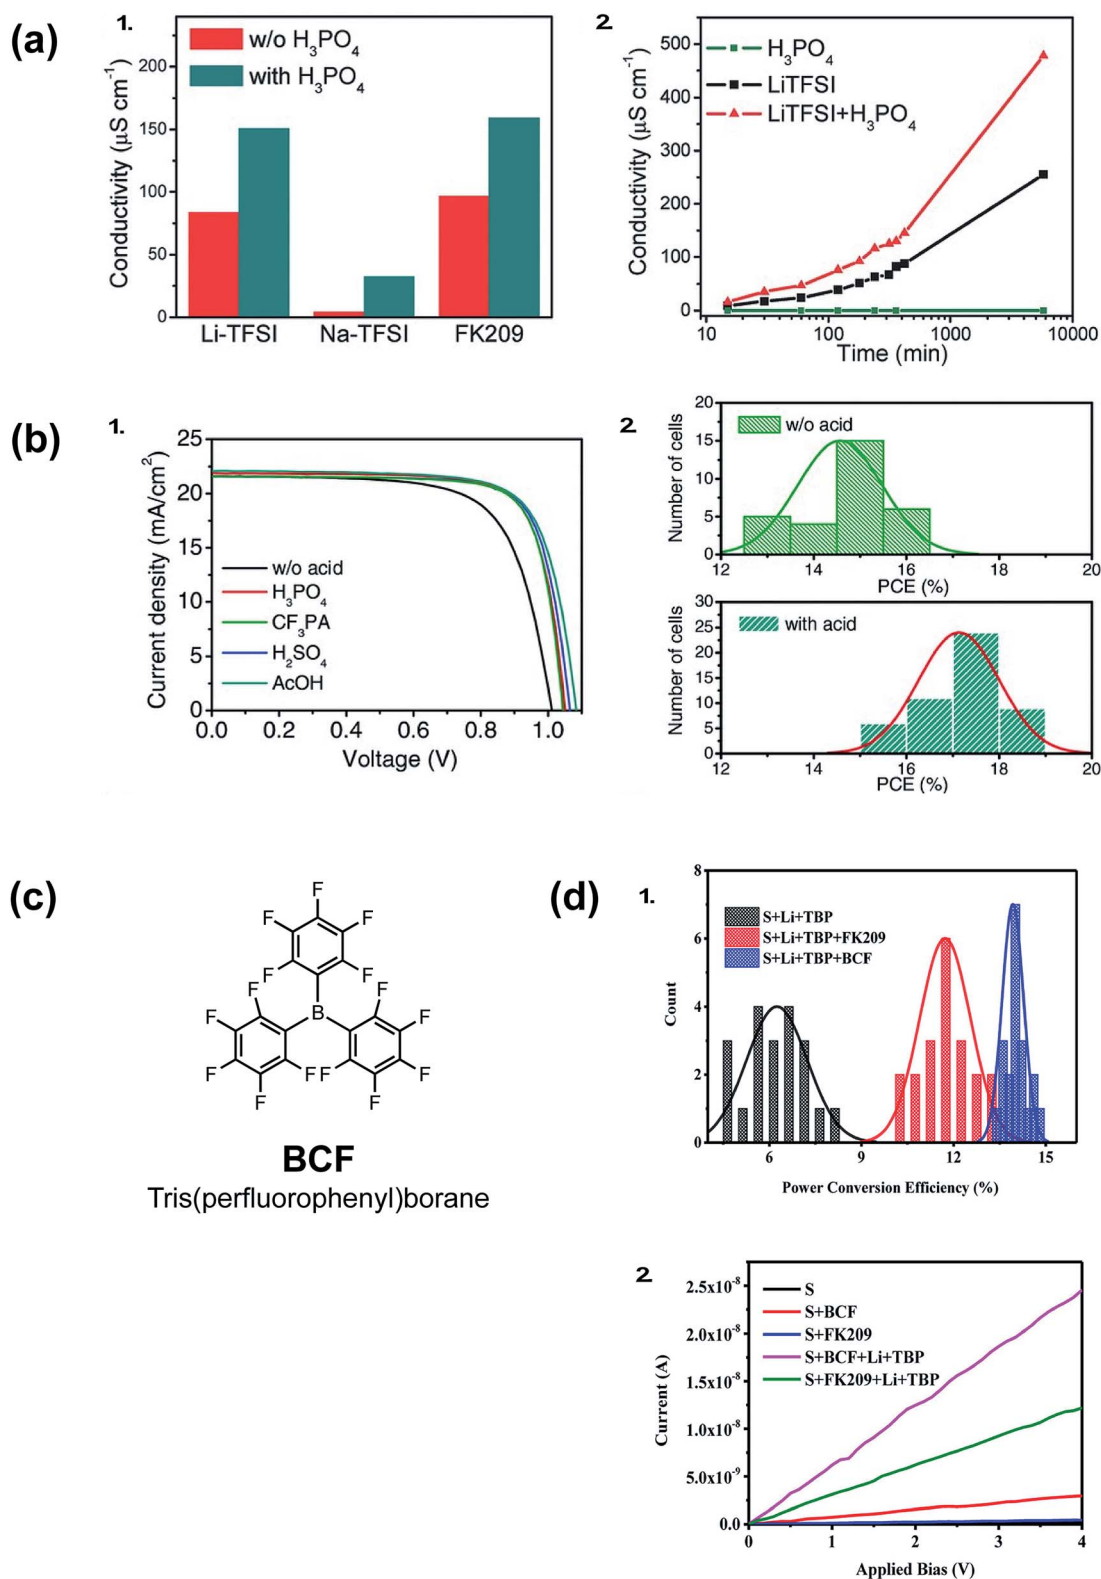 (a)
1.
w/o H₃PO₄
with H₃PO₄
Conductivity (μS cm⁻¹)
200
150
100
50
0
Li-TFSI Na-TFSI FK209
2.
H₃PO₄
LiTFSI
LiTFSI+H₃PO₄
Conductivity (μS cm⁻¹)
500
400
300
200
100
0
10 100 1000 10000
Time (min)
(b)
1.
Current density (mA/cm²)
25
20
15
10
5
0
w/o acid
H₃PO₄
CF₃PA
H₂SO₄
AcOH
0.0 0.2 0.4 0.6 0.8 1.0
Voltage (V)
2.
Number of cells
20
15
10
5
0
w/o acid
12 14 16 18 20
PCE (%)
Number of cells
30
25
20
15
10
5
0
with acid
12 14 16 18 20
PCE (%)
(c)
F
F F
F F
B
F F
F F
F F F F
F F
BCF
Tris(perfluorophenyl)borane
(d)
1.
Count
8
6
4
2
0
S+Li+TBP
S+Li+TBP+FK209
S+Li+TBP+BCF
6 9 12 15
Power Conversion Efficiency (%)
2.
Current (A)
2.5x10⁻⁸
2.0x10⁻⁸
1.5x10⁻⁸
1.0x10⁻⁸
5.0x10⁻⁹
0.0
S
S+BCF
S+FK209
S+BCF+Li+TBP
S+FK209+Li+TBP
0 1 2 3 4
Applied Bias (V)